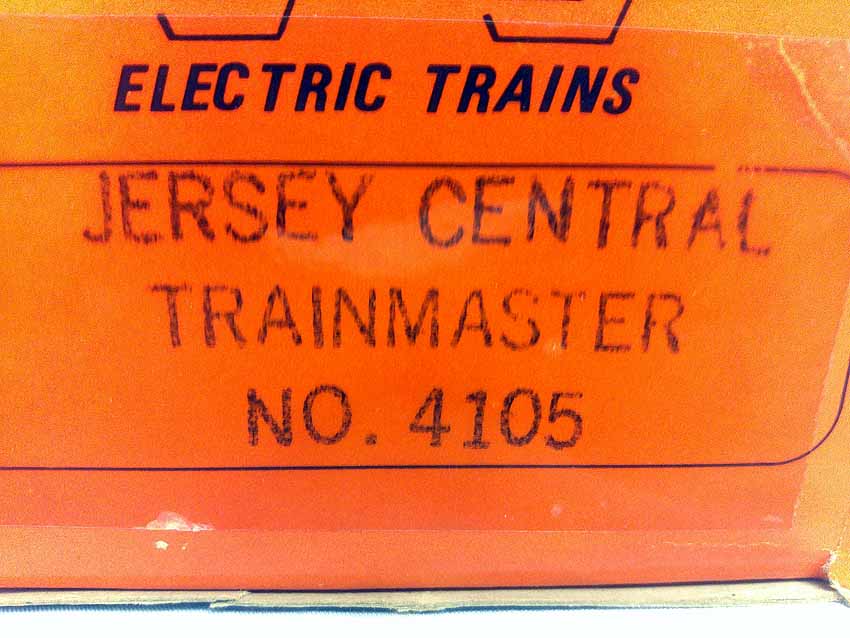 ELECTRIC TRAINS
JERSEY CENTRAL
TRAINMASTER
NO. 4105